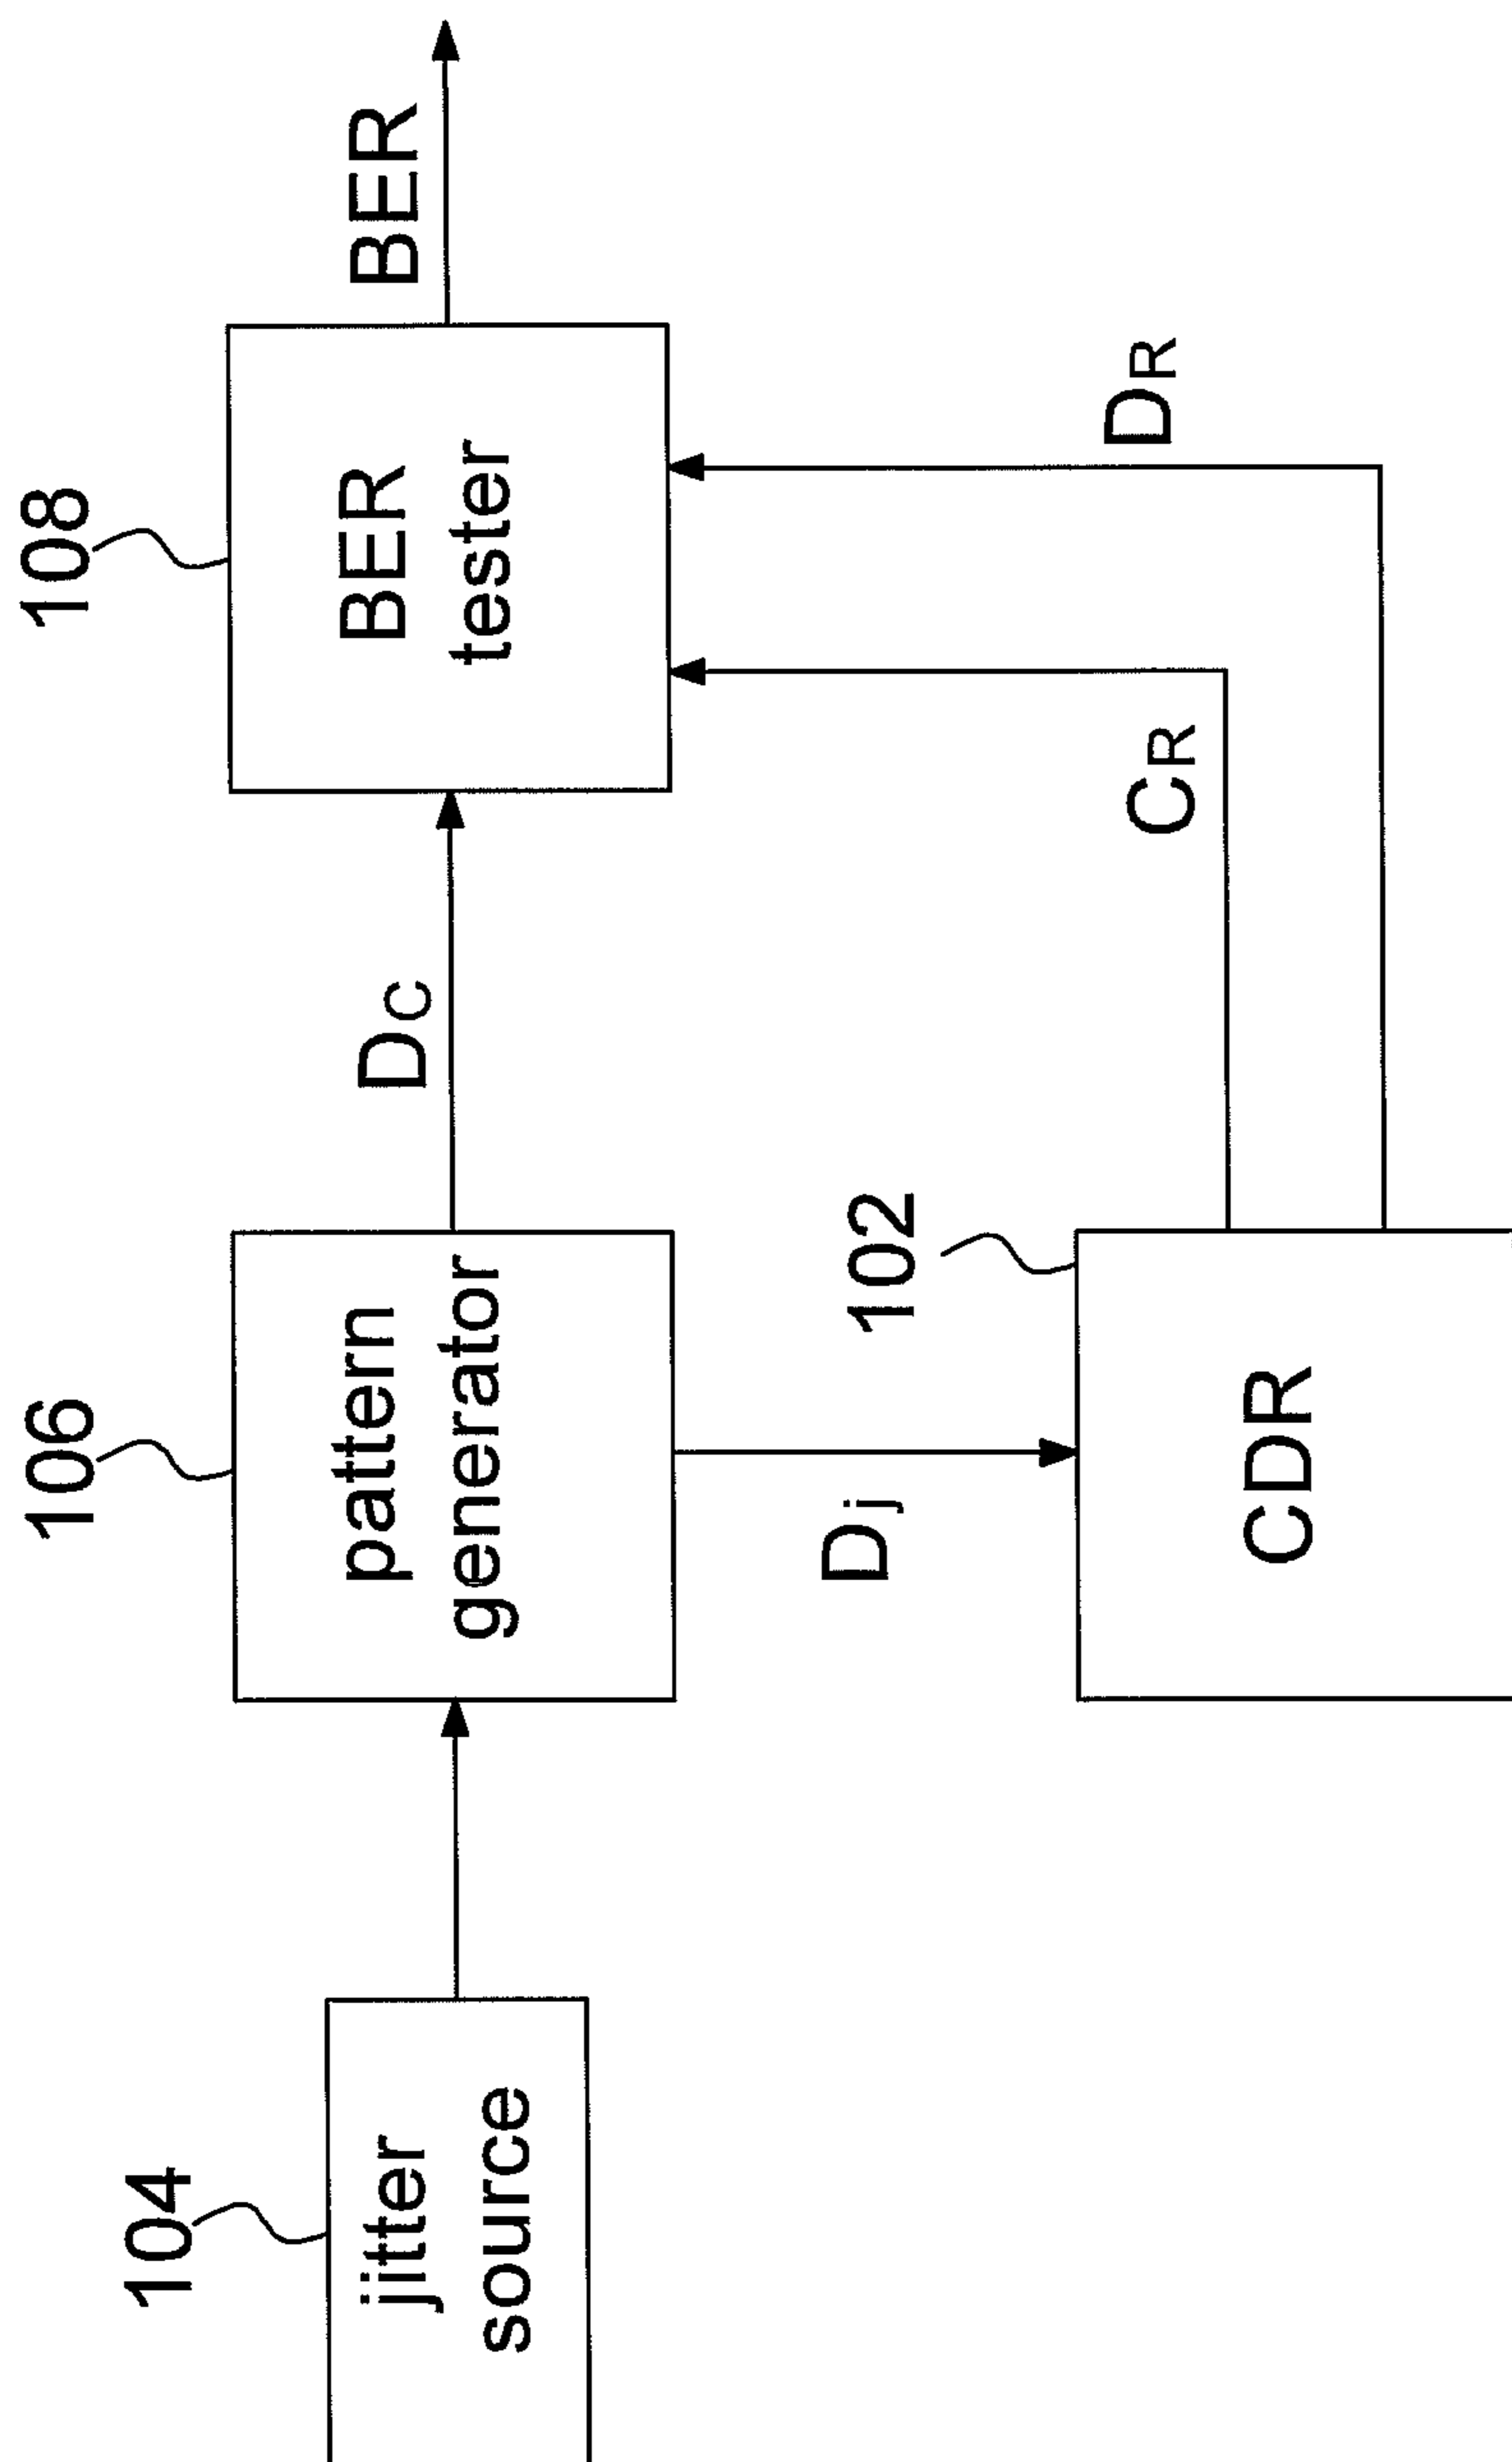 104
jitter
source
106
pattern
generator
DC
108
BER
tester
BER
Dj
102
CDR
CR
DR